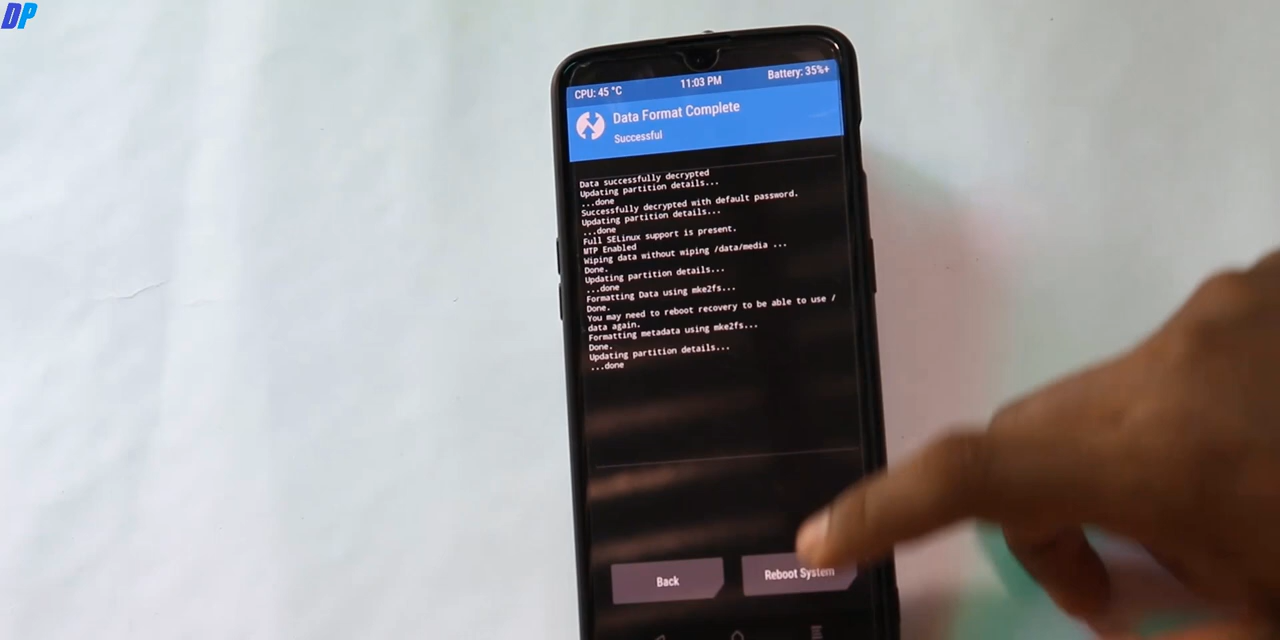 DP
CPU: 45 °C 11:03 PM Battery: 35%+
Data Format Complete
Successful
Data successfully decrypted
Updating partition details...
...done
Successfully decrypted with default password.
Updating partition details...
...done
Full SELinux support is present.
MTP Enabled
Wiping data without wiping /data/media ...
Done.
Updating partition details...
...done
Formatting Data using mke2fs...
Done.
You may need to reboot recovery to be able to use /
data again.
Formatting metadata using mke2fs...
Done.
Updating partition details...
...done
Back Reboot System